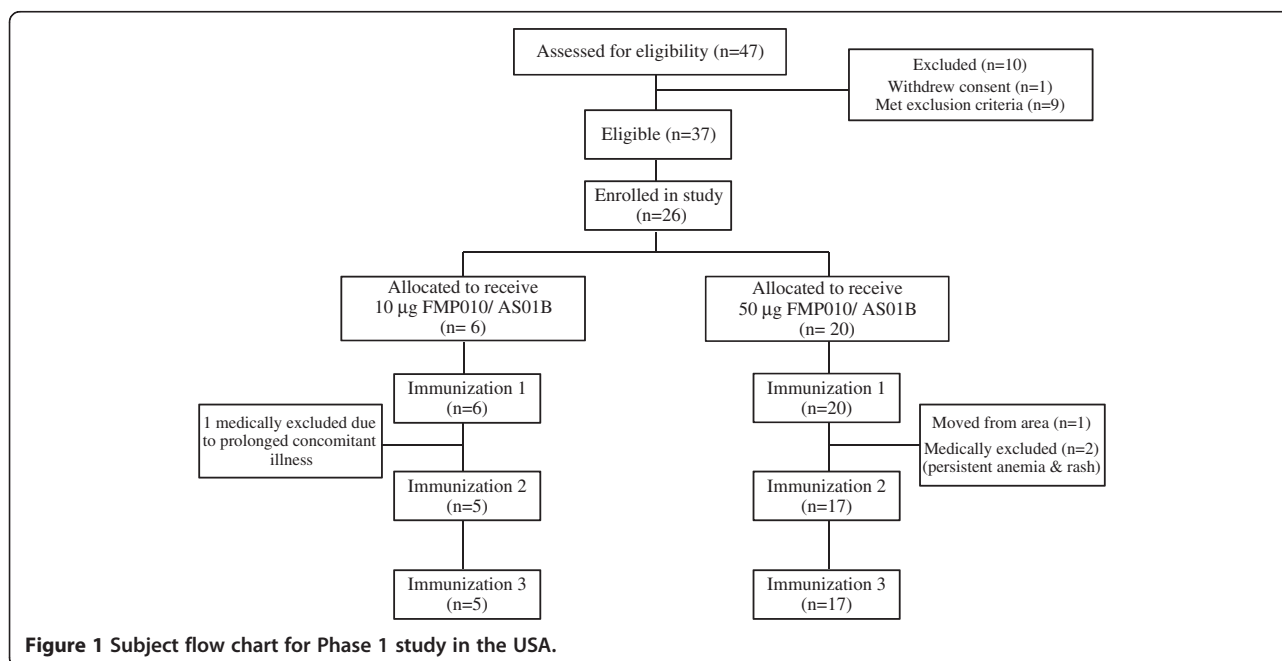 Assessed for eligibility (n=47)
Excluded (n=10)
Withdrew consent (n=1)
Met exclusion criteria (n=9)
Eligible (n=37)
Enrolled in study
(n=26)
Allocated to receive
10 µg FMP010/ AS01B
(n= 6)
Allocated to receive
50 µg FMP010/ AS01B
(n= 20)
Immunization 1
(n=6)
Immunization 1
(n=20)
1 medically excluded due
to prolonged concomitant
illness
Moved from area (n=1)
Medically excluded (n=2)
(persistent anemia & rash)
Immunization 2
(n=5)
Immunization 2
(n=17)
Immunization 3
(n=5)
Immunization 3
(n=17)
Figure 1 Subject flow chart for Phase 1 study in the USA.